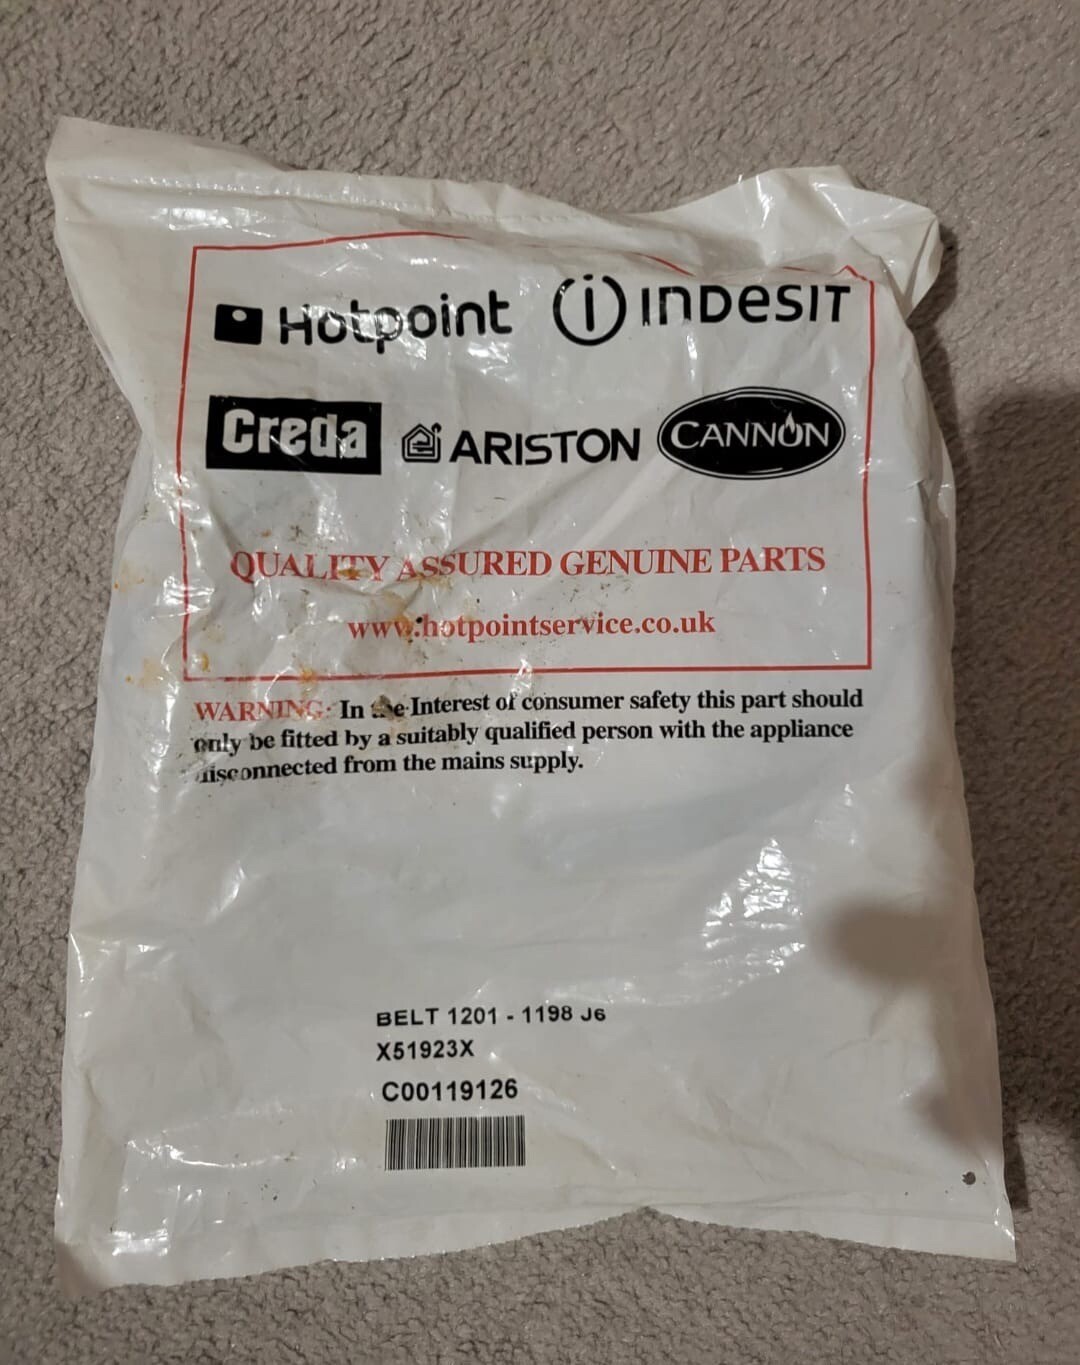 Hotpoint indesit
Creda ARISTON CANNON
QUALITY ASSURED GENUINE PARTS
www.hotpointservice.co.uk
WARNING: In the Interest of consumer safety this part should
only be fitted by a suitably qualified person with the appliance
disconnected from the mains supply.
BELT 1201 - 1198 J6
X51923X
C00119126